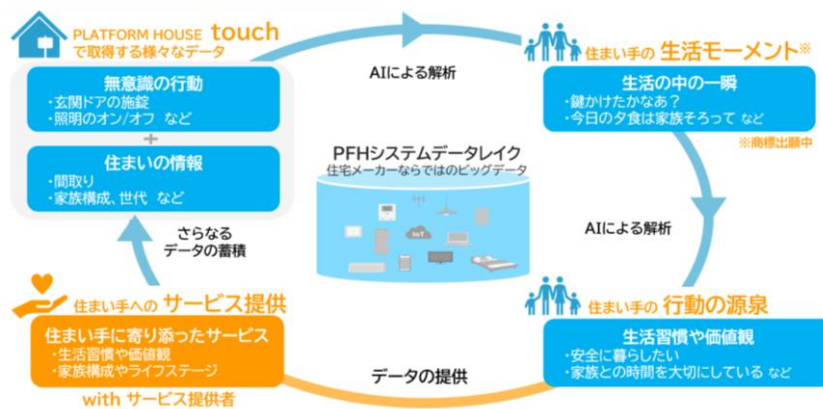 PLATFORM HOUSE touch
で取得する様々なデータ
無意識の行動
・玄関ドアの施錠
・照明のオン/オフ など
+
住まいの情報
・間取り
・家族構成、世代 など
AIによる解析
住まい手の 生活モーメント※
生活の中の一瞬
・鍵かけたかなあ？
・今日の夕食は家族そろって など
※商標出願中
PFHシステムデータレイク
住宅メーカーならではのビッグデータ
IoT
AIによる解析
住まい手の 行動の源泉
生活習慣や価値観
・安全に暮らしたい
・家族との時間を大切にしている など
データの提供
住まい手への サービス提供
住まい手に寄り添ったサービス
・生活習慣や価値観
・家族構成やライフステージ
with サービス提供者
さらなる
データの蓄積